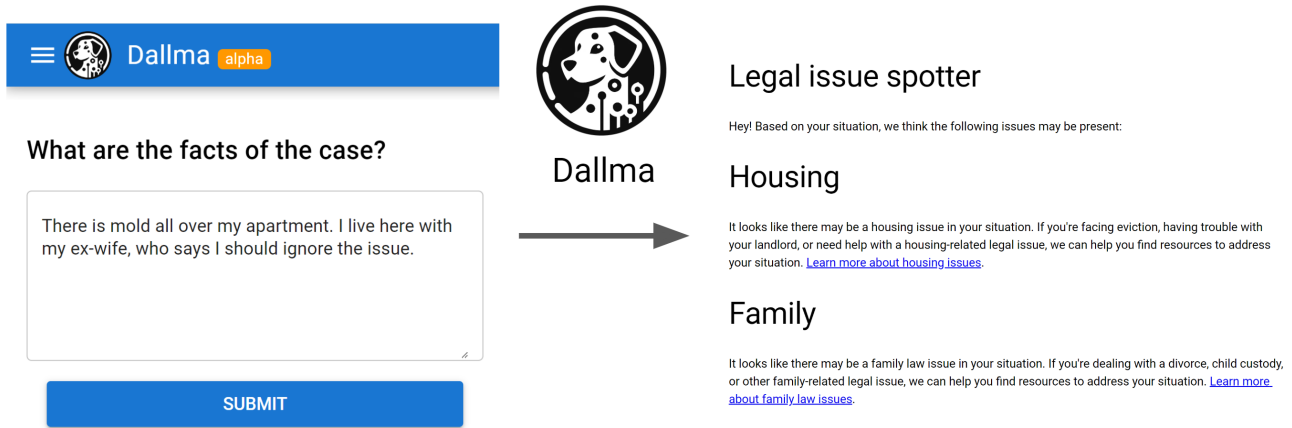 Dallma alpha
What are the facts of the case?
There is mold all over my apartment. I live here with
my ex-wife, who says I should ignore the issue.
SUBMIT
Dallma
Legal issue spotter
Hey! Based on your situation, we think the following issues may be present:
Housing
It looks like there may be a housing issue in your situation. If you're facing eviction, having trouble with
your landlord, or need help with a housing-related legal issue, we can help you find resources to address
your situation. Learn more about housing issues.
Family
It looks like there may be a family law issue in your situation. If you're dealing with a divorce, child custody,
or other family-related legal issue, we can help you find resources to address your situation. Learn more
about family law issues.